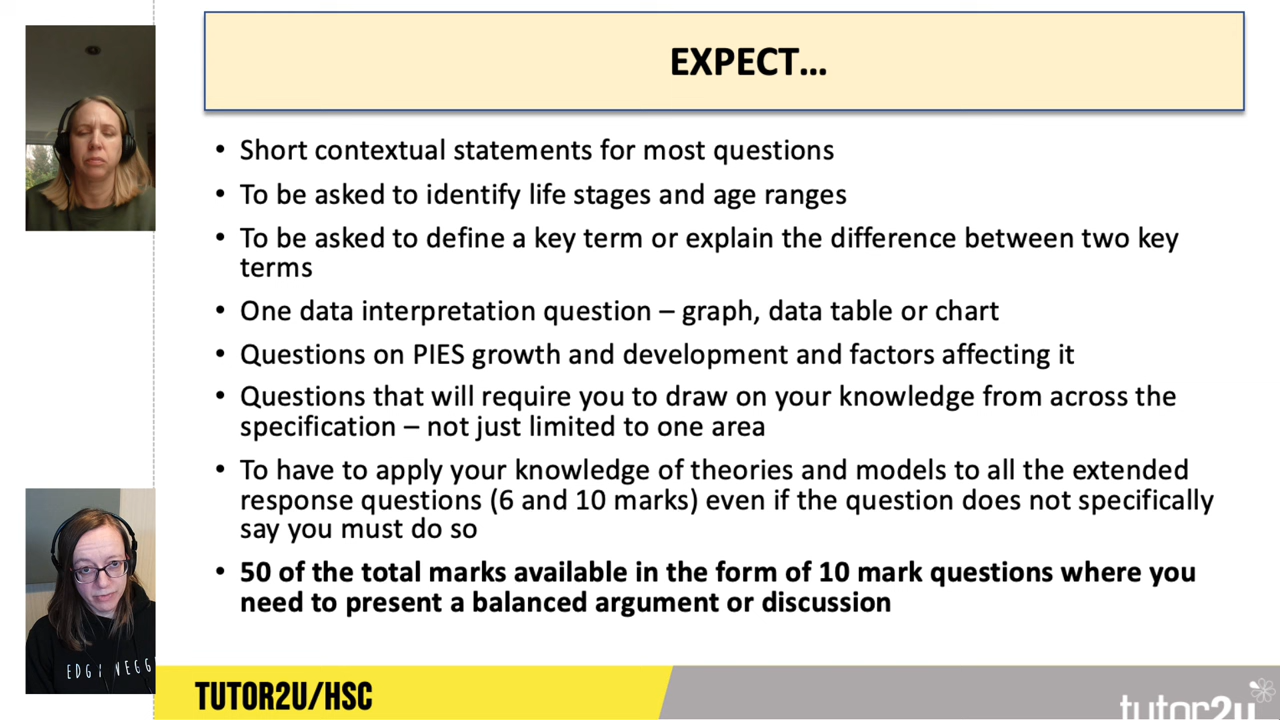 EXPECT...
• Short contextual statements for most questions
• To be asked to identify life stages and age ranges
• To be asked to define a key term or explain the difference between two key
terms
• One data interpretation question – graph, data table or chart
• Questions on PIES growth and development and factors affecting it
• Questions that will require you to draw on your knowledge from across the
specification – not just limited to one area
• To have to apply your knowledge of theories and models to all the extended
response questions (6 and 10 marks) even if the question does not specifically
say you must do so
• 50 of the total marks available in the form of 10 mark questions where you
need to present a balanced argument or discussion
TUTOR2U/HSC
tutor2u